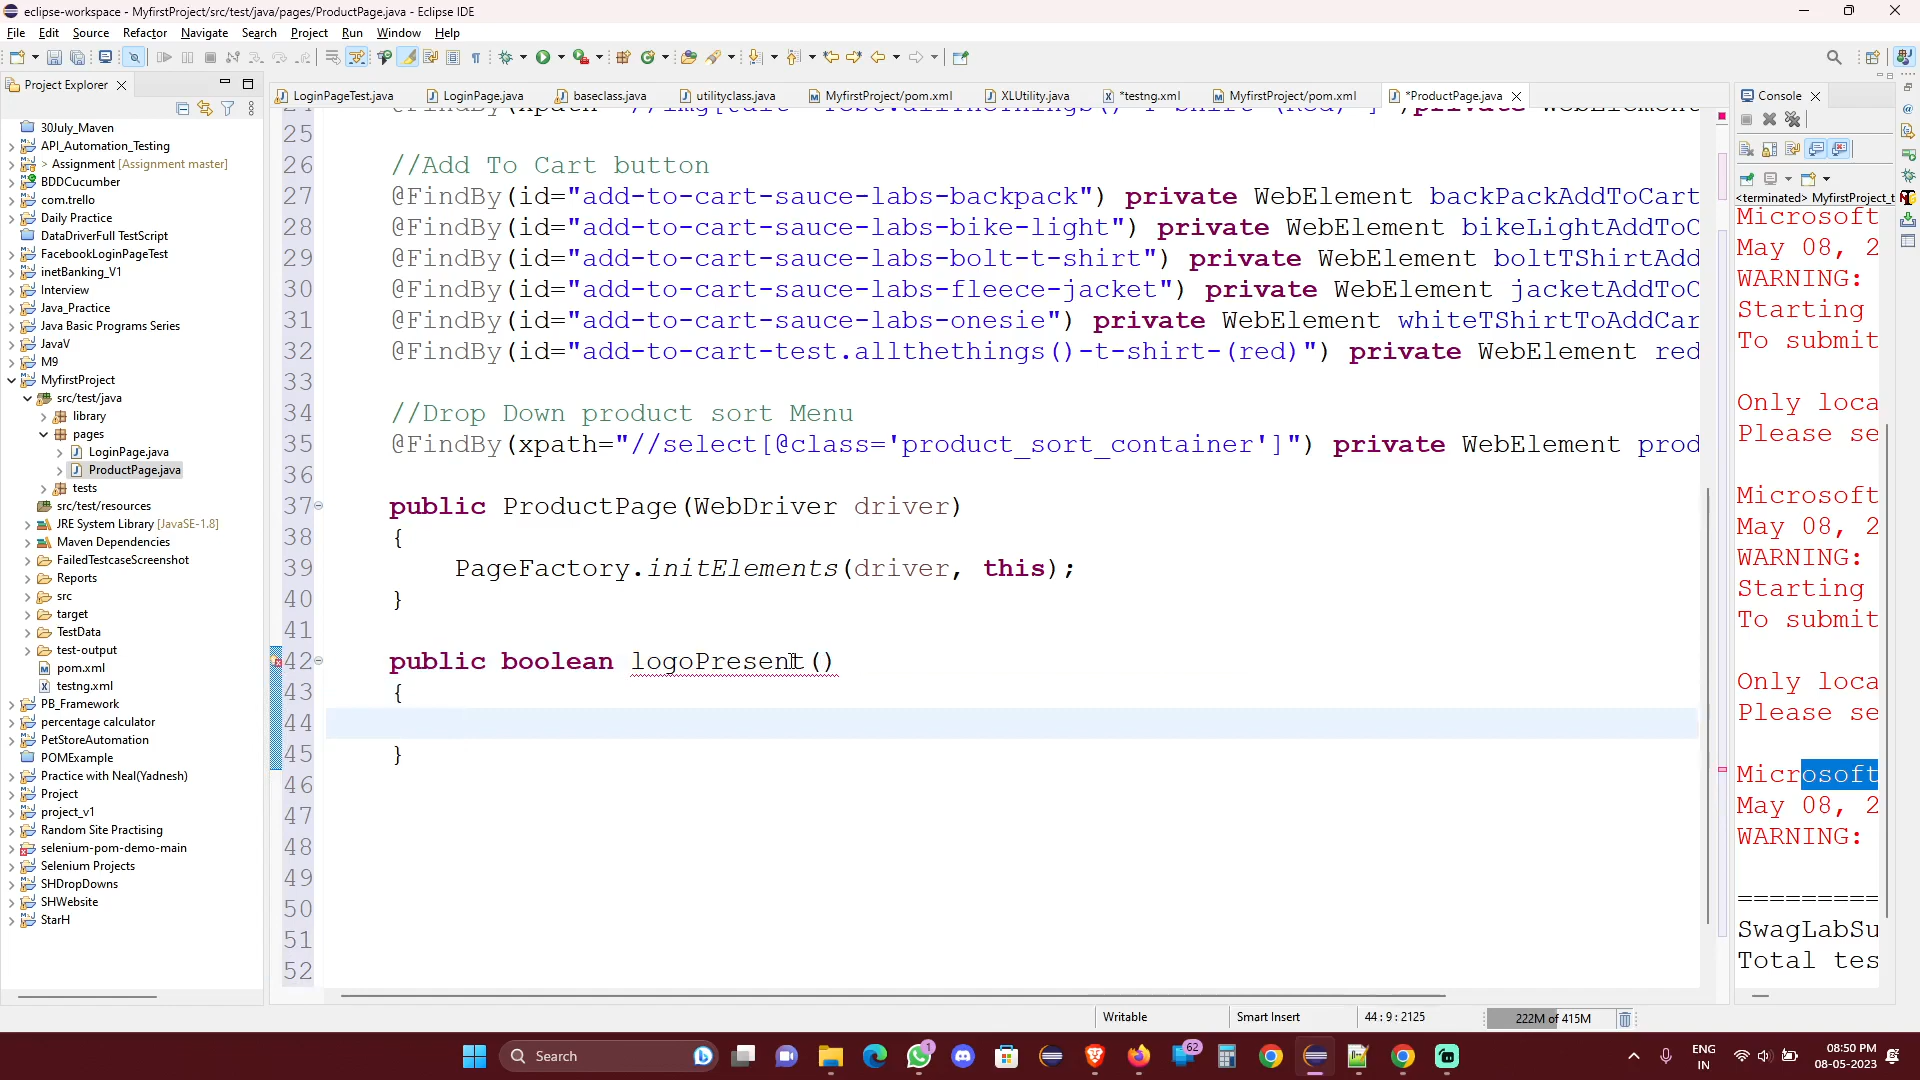 eclipse-workspace - MyfirstProject/src/test/java/pages/ProductPage.java - Eclipse IDE
File Edit Source Refactor Navigate Search Project Run Window Help
Project Explorer
30July_Maven
API_Automation_Testing
> Assignment [Assignment master]
BDDCucumber
com.trello
Daily Practice
DataDriverFull TestScript
FacebookLoginPageTest
inetBanking_V1
Interview
Java_Practice
Java Basic Programs Series
JavaV
M9
MyfirstProject
src/test/java
library
pages
LoginPage.java
ProductPage.java
tests
src/test/resources
JRE System Library [JavaSE-1.8]
Maven Dependencies
FailedTestcaseScreenshot
Reports
src
target
TestData
test-output
pom.xml
testng.xml
PB_Framework
percentage calculator
PetStoreAutomation
POMExample
Practice with Neal(Yadnesh)
Project
project_v1
Random Site Practising
selenium-pom-demo-main
Selenium Projects
SHDropDowns
SHWebsite
StarH
LoginPageTest.java LoginPage.java baseclass.java utilityclass.java MyfirstProject/pom.xml XLUtility.java *testng.xml MyfirstProject/pom.xml *ProductPage.java
25
26 //Add To Cart button
27 @FindBy(id="add-to-cart-sauce-labs-backpack") private WebElement backPackAddToCart
28 @FindBy(id="add-to-cart-sauce-labs-bike-light") private WebElement bikeLightAddToC
29 @FindBy(id="add-to-cart-sauce-labs-bolt-t-shirt") private WebElement boltTShirtAdd
30 @FindBy(id="add-to-cart-sauce-labs-fleece-jacket") private WebElement jacketAddToC
31 @FindBy(id="add-to-cart-sauce-labs-onesie") private WebElement whiteTShirtToAddCar
32 @FindBy(id="add-to-cart-test.allthethings()-t-shirt-(red)") private WebElement red
33
34 //Drop Down product sort Menu
35 @FindBy(xpath="//select[@class='product_sort_container']") private WebElement prod
36
37 public ProductPage(WebDriver driver)
38 {
39 PageFactory.initElements(driver, this);
40 }
41
42 public boolean logoPresent()
43 {
44
45 }
46
47
48
49
50
51
52
Console
<terminated> MyfirstProject_t
Microsoft
May 08, 2
WARNING:
Starting
To submit
Only loca
Please se
Microsoft
May 08, 2
WARNING:
Starting
To submit
Only loca
Please se
Microsoft
May 08, 2
WARNING:
==========
SwagLabSu
Total tes
Writable Smart Insert 44 : 9 : 2125 222M of 415M
Search 1 62 ENG
IN
08:50 PM
08-05-2023